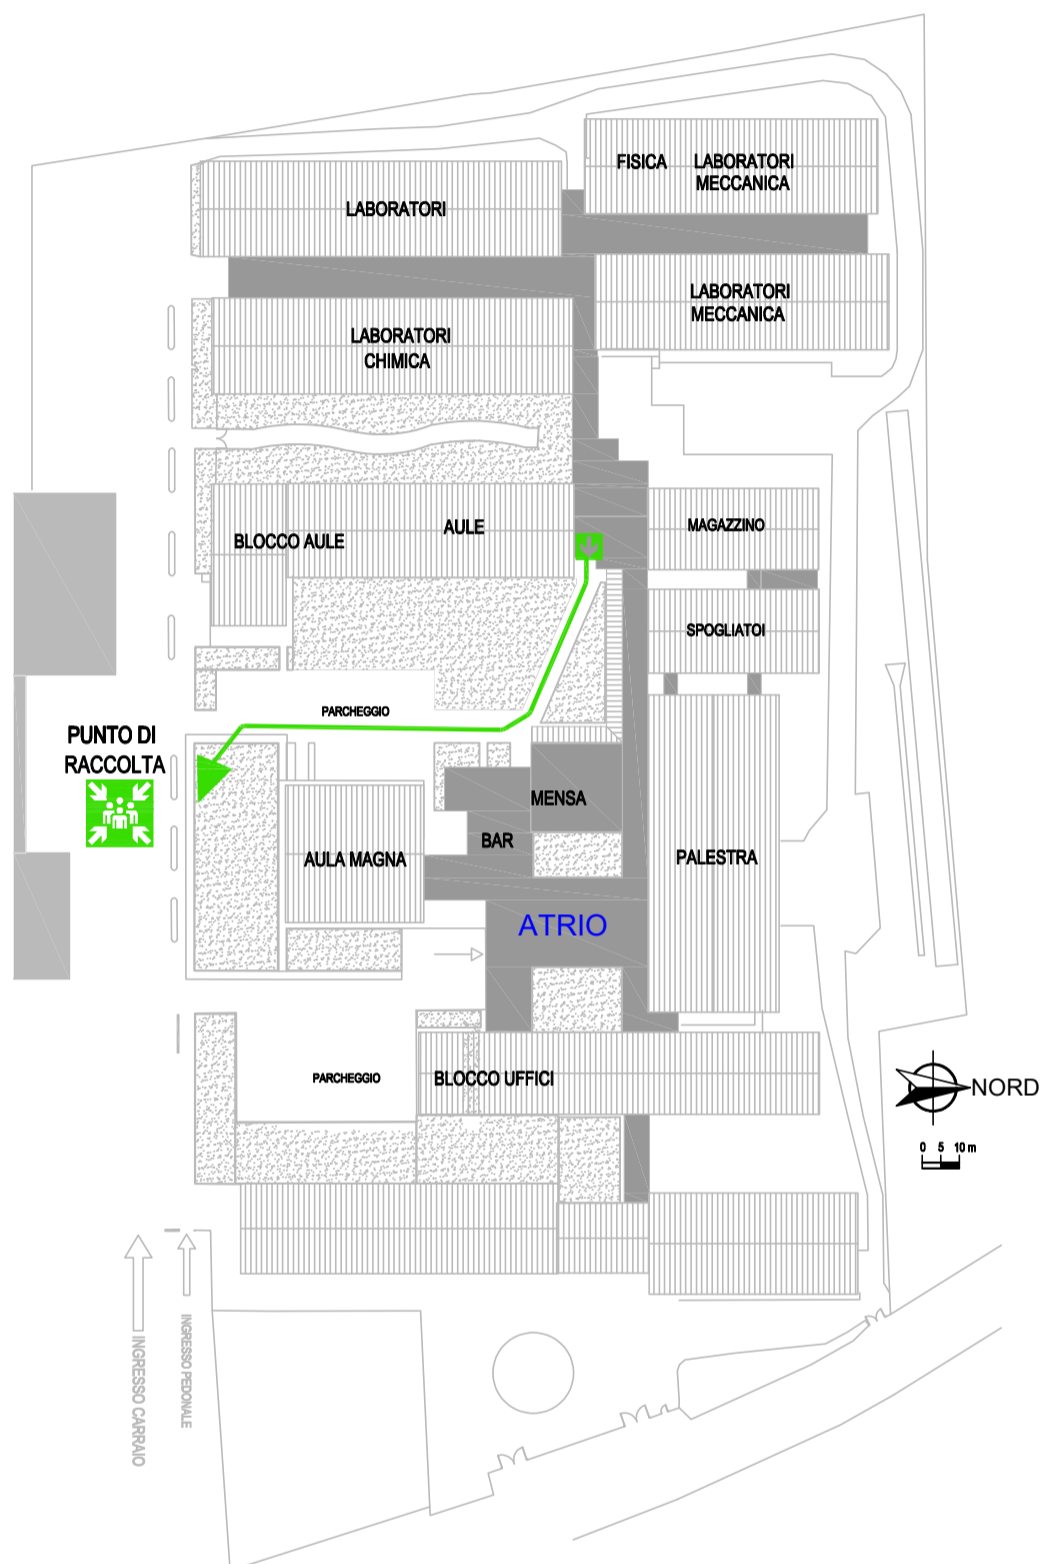 FISICA
LABORATORI
MECCANICA
LABORATORI
LABORATORI
MECCANICA
LABORATORI
CHIMICA
AULE
BLOCCO AULE
MAGAZZINO
SPOGLIATOI
PARCHEGGIO
PUNTO DI
RACCOLTA
MENSA
BAR
AULA MAGNA
PALESTRA
ATRIO
PARCHEGGIO
BLOCCO UFFICI
NORD
0 5 10 m
INGRESSO CARRAIO
INGRESSO PEDONALE